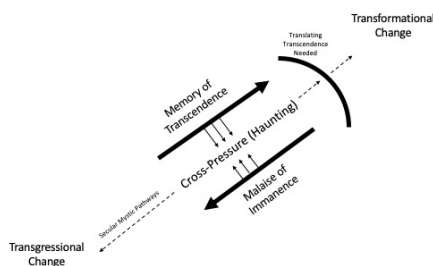 Transformational
Change
Translating
Transcendence
Needed
Memory of
Transcendence
Cross-Pressure (Haunting)
Malaise of
Immanence
Secular Mystic Pathways
Transgressional
Change